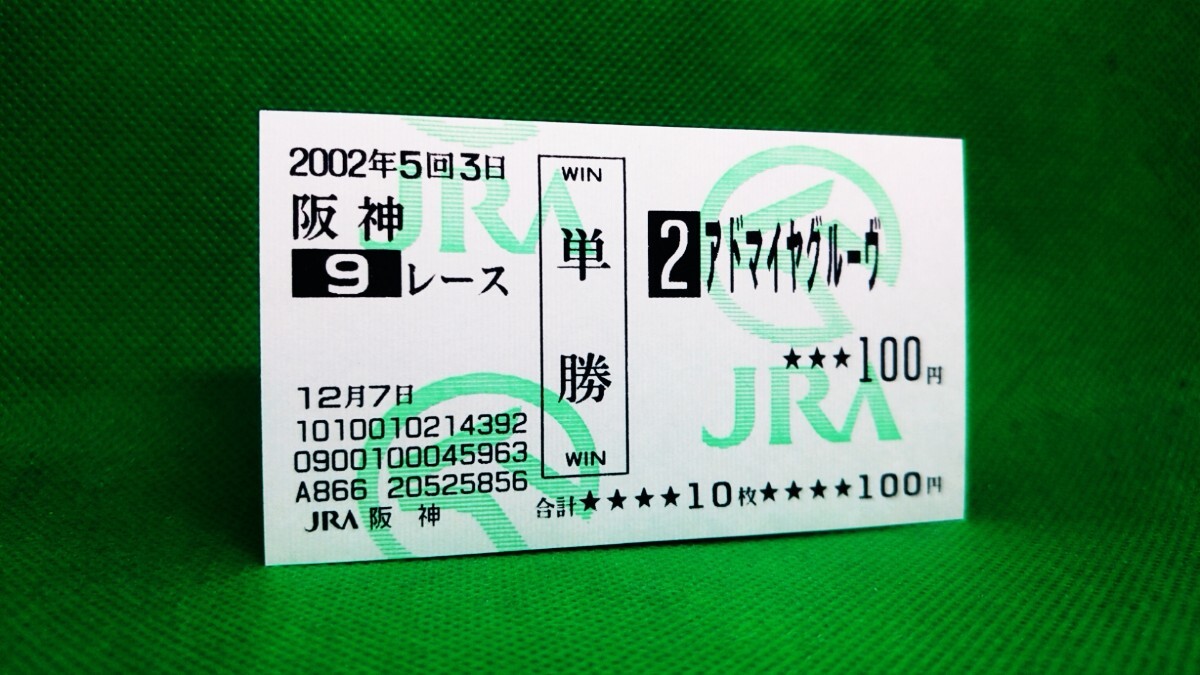 2002年5回3日
阪神
9レース
12月7日
1010010214392
0900100045963
A866 20525856
JRA 阪 神
WIN
単勝
WIN
2 アドマイヤグルーヴ
★★★100円
合計★★★★10枚★★★★100円
JRA
JRA